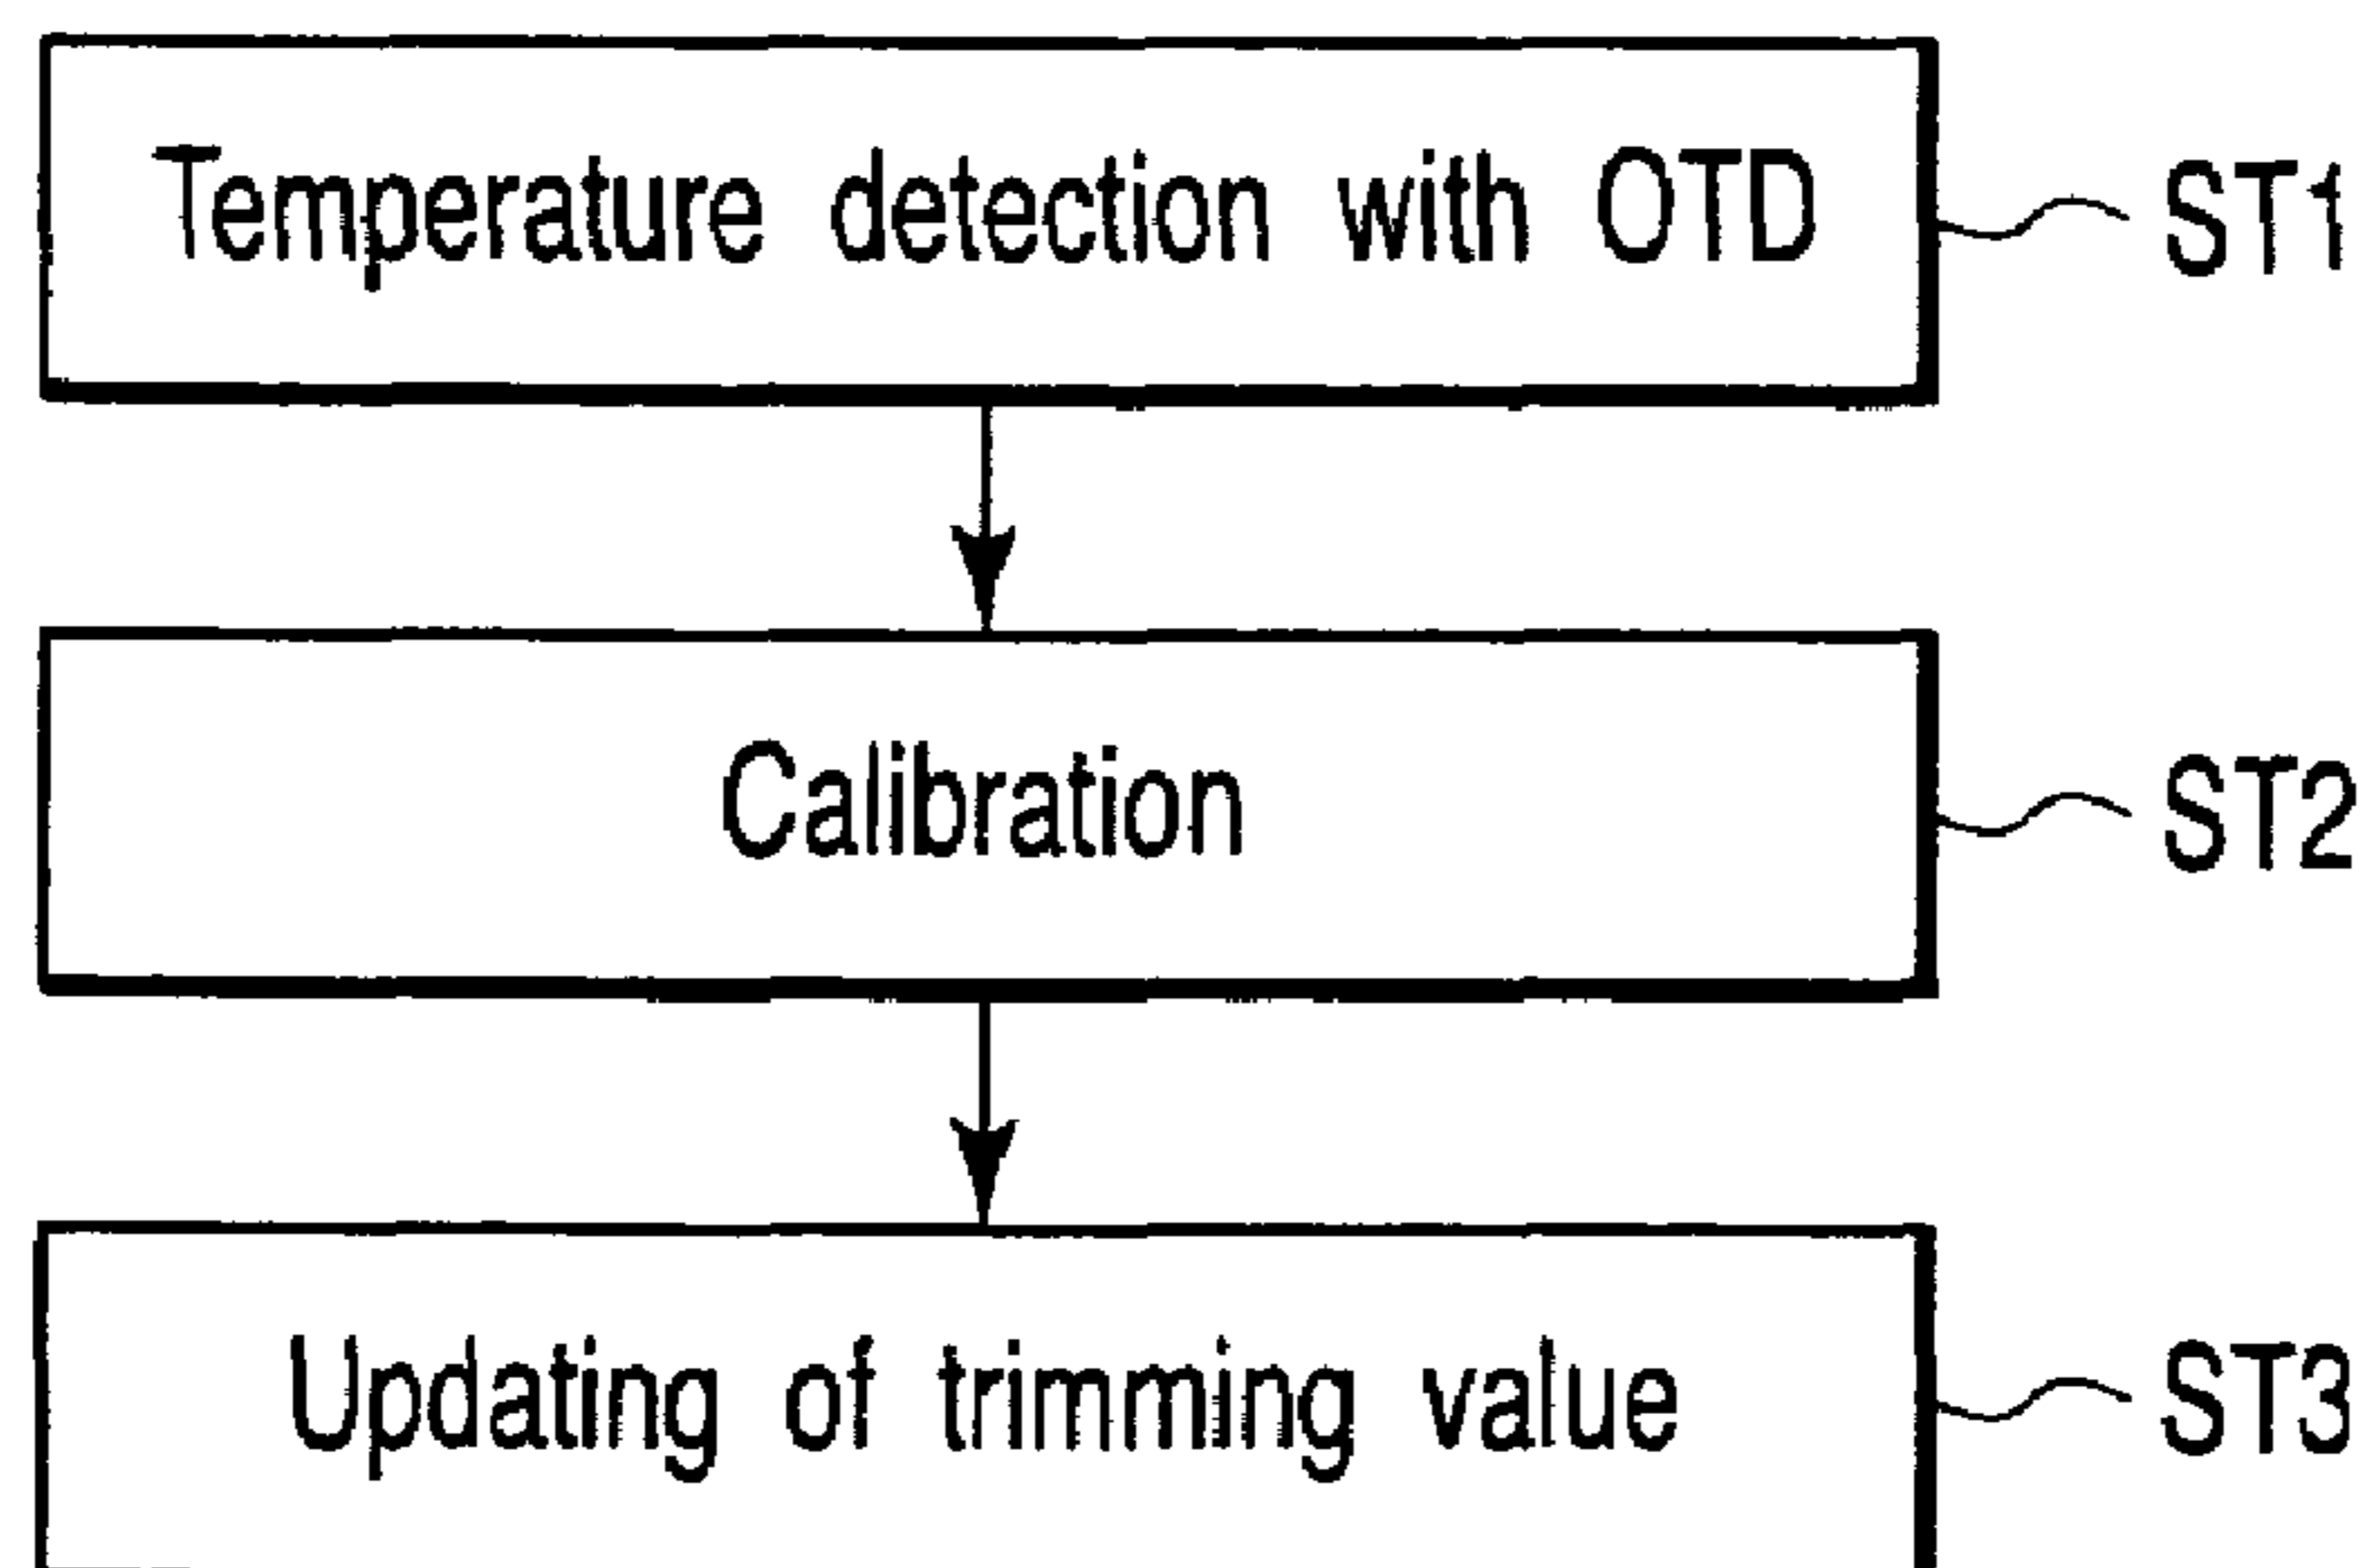 Temperature detection with OTD
ST1
Calibration
ST2
Updating of trimming value
ST3